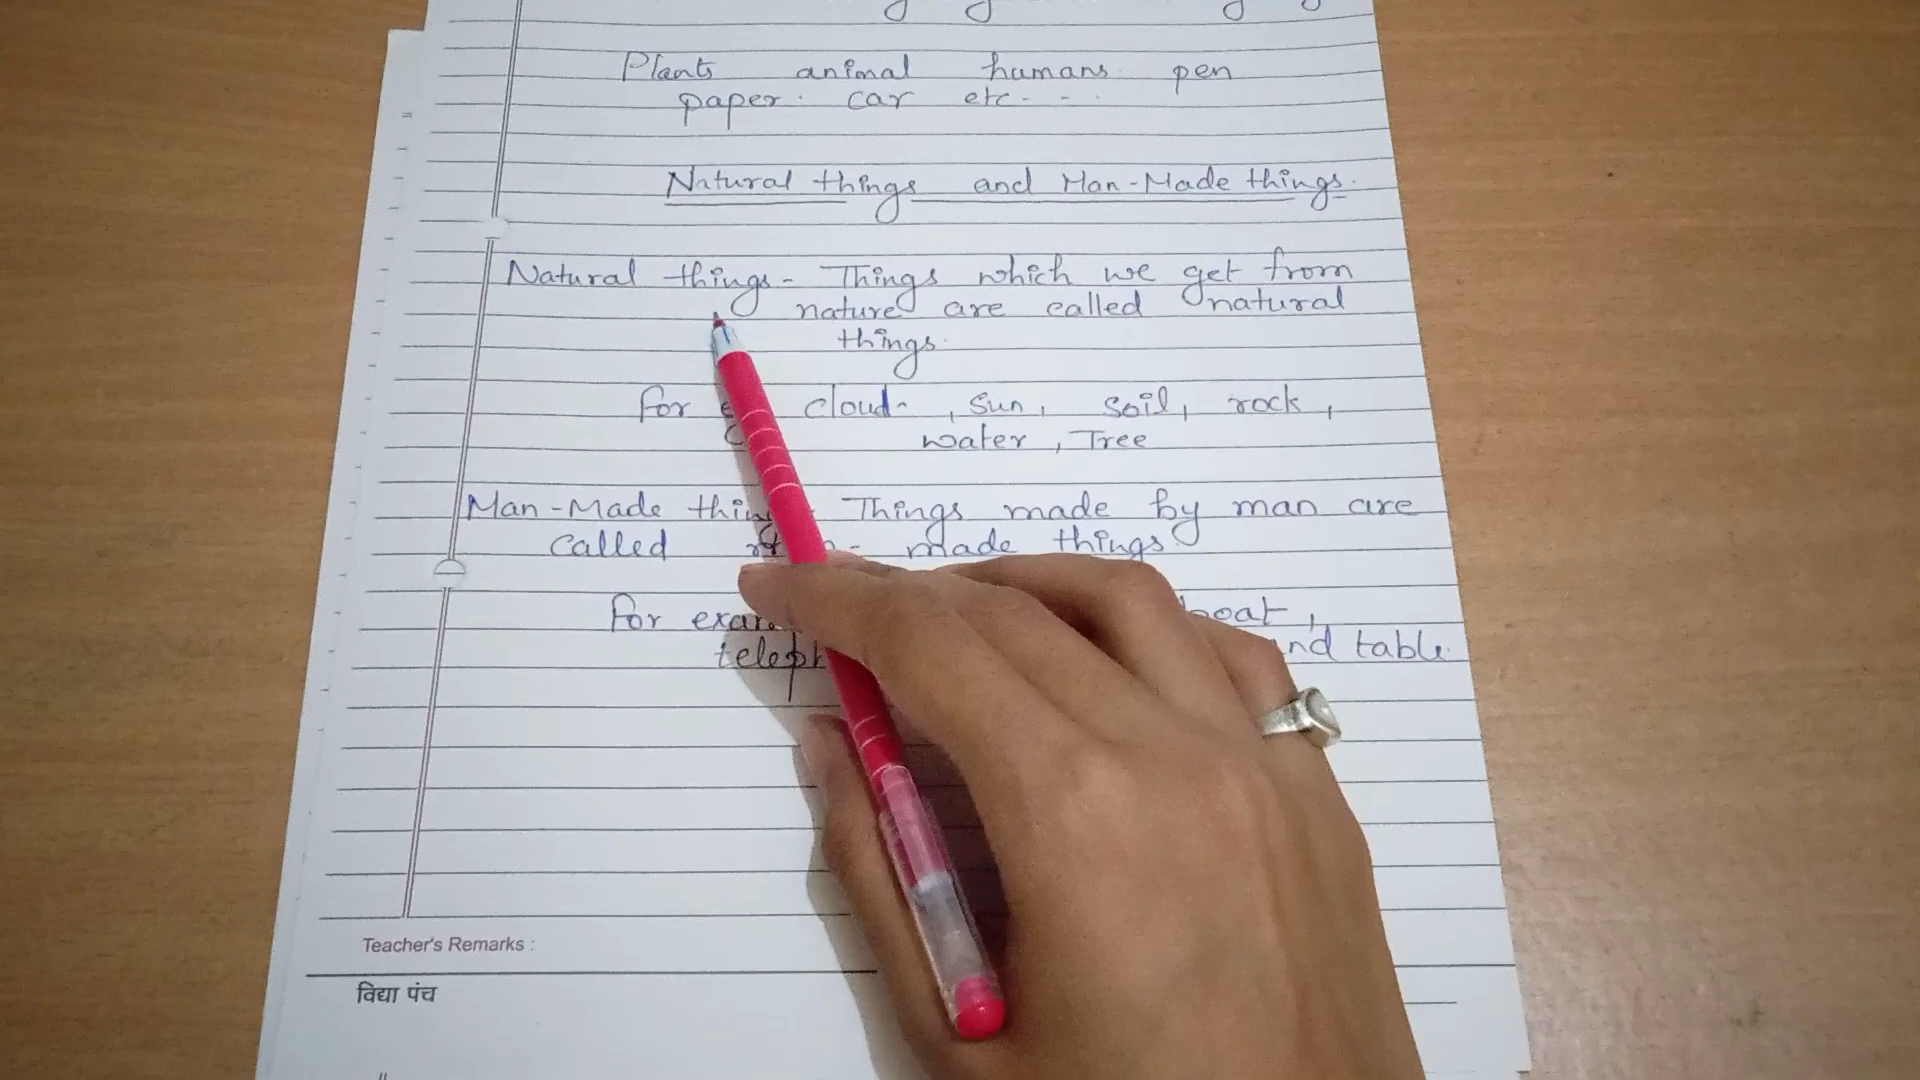 Plants animal humans pen
paper. car etc- - .
Natural things and Man-Made things.
Natural things - Things which we get from
nature are called natural
things.
For cloud- , Sun, soil, rock,
water, Tree
Man-Made things Things made by man are
called made things.
For boat,
table.
Teacher's Remarks :
विद्या पंच